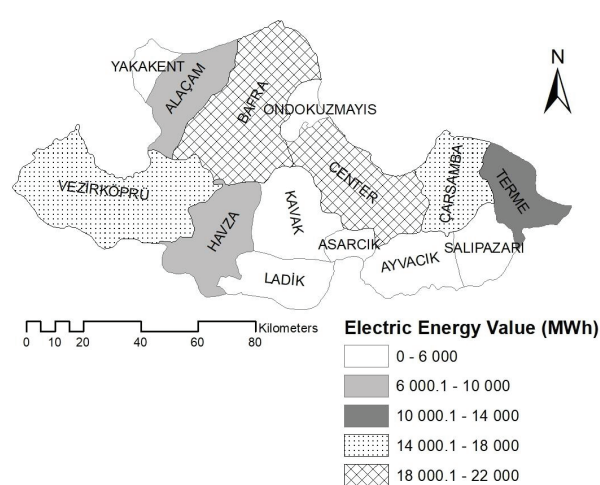 YAKAKENT
ALAÇAM
BAFRA
ONDOKUZMAYIS
N
VEZİRKÖPRÜ
HAVZA
KAVAK
CENTER
ÇARSAMBA
TERME
ASARCIK
SALIPAZARI
AYVACIK
LADİK
Kilometers
0 10 20 40 60 80
Electric Energy Value (MWh)
0 - 6 000
6 000.1 - 10 000
10 000.1 - 14 000
14 000.1 - 18 000
18 000.1 - 22 000